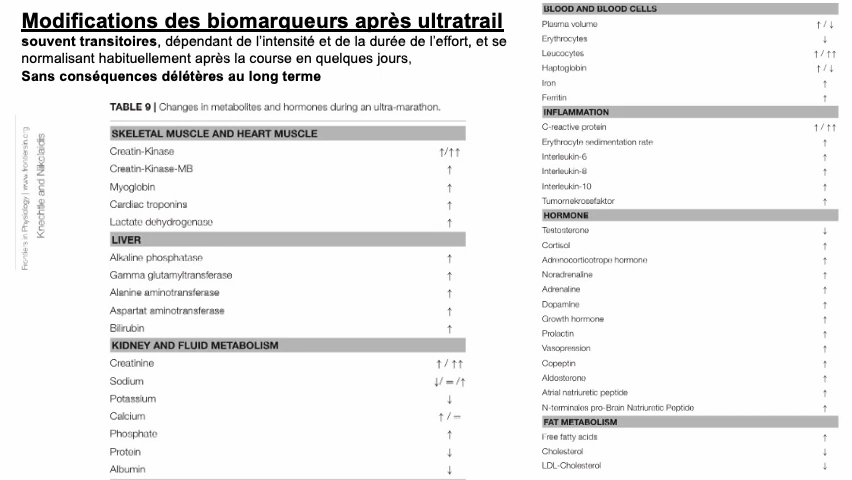 Modifications des biomarqueurs après ultratrail
souvent transitoires, dépendant de l'intensité et de la durée de l'effort, et se
normalisant habituellement après la course en quelques jours,
Sans conséquences délétères au long terme
Frontiers in Physiology | www.frontiersin.org
Knechtle and Nikolaidis
TABLE 9 | Changes in metabolites and hormones during an ultra-marathon.
SKELETAL MUSCLE AND HEART MUSCLE
Creatin-Kinase ↑/↑↑
Creatin-Kinase-MB ↑
Myoglobin ↑
Cardiac troponins ↑
Lactate dehydrogenase ↑
LIVER
Alkaline phosphatase ↑
Gamma glutamyltransferase ↑
Alanine aminotransferase ↑
Aspartat aminotransferase ↑
Bilirubin ↑
KIDNEY AND FLUID METABOLISM
Creatinine ↑ / ↑↑
Sodium ↓/ = /↑
Potassium ↓
Calcium ↑ / =
Phosphate ↑
Protein ↓
Albumin ↓
BLOOD AND BLOOD CELLS
Plasma volume ↑ / ↓
Erythrocytes ↓
Leucocytes ↑ / ↑↑
Haptoglobin ↑ / ↓
Iron ↑
Ferritin ↑
INFLAMMATION
C-reactive protein ↑ / ↑↑
Erythrocyte sedimentation rate ↑
Interleukin-6 ↑
Interleukin-8 ↑
Interleukin-10 ↑
Tumornekrosefaktor ↑
HORMONE
Testosterone ↓
Cortisol ↑
Adrenocorticotrope hormone ↑
Noradrenaline ↑
Adrenaline ↑
Dopamine ↑
Growth hormone ↑
Prolactin ↑
Vasopression ↑
Copeptin ↑
Aldosterone ↑
Atrial natriuretic peptide ↑
N-terminales pro-Brain Natriuretic Peptide ↑
FAT METABOLISM
Free fatty acids ↑
Cholesterol ↓
LDL-Cholesterol ↓